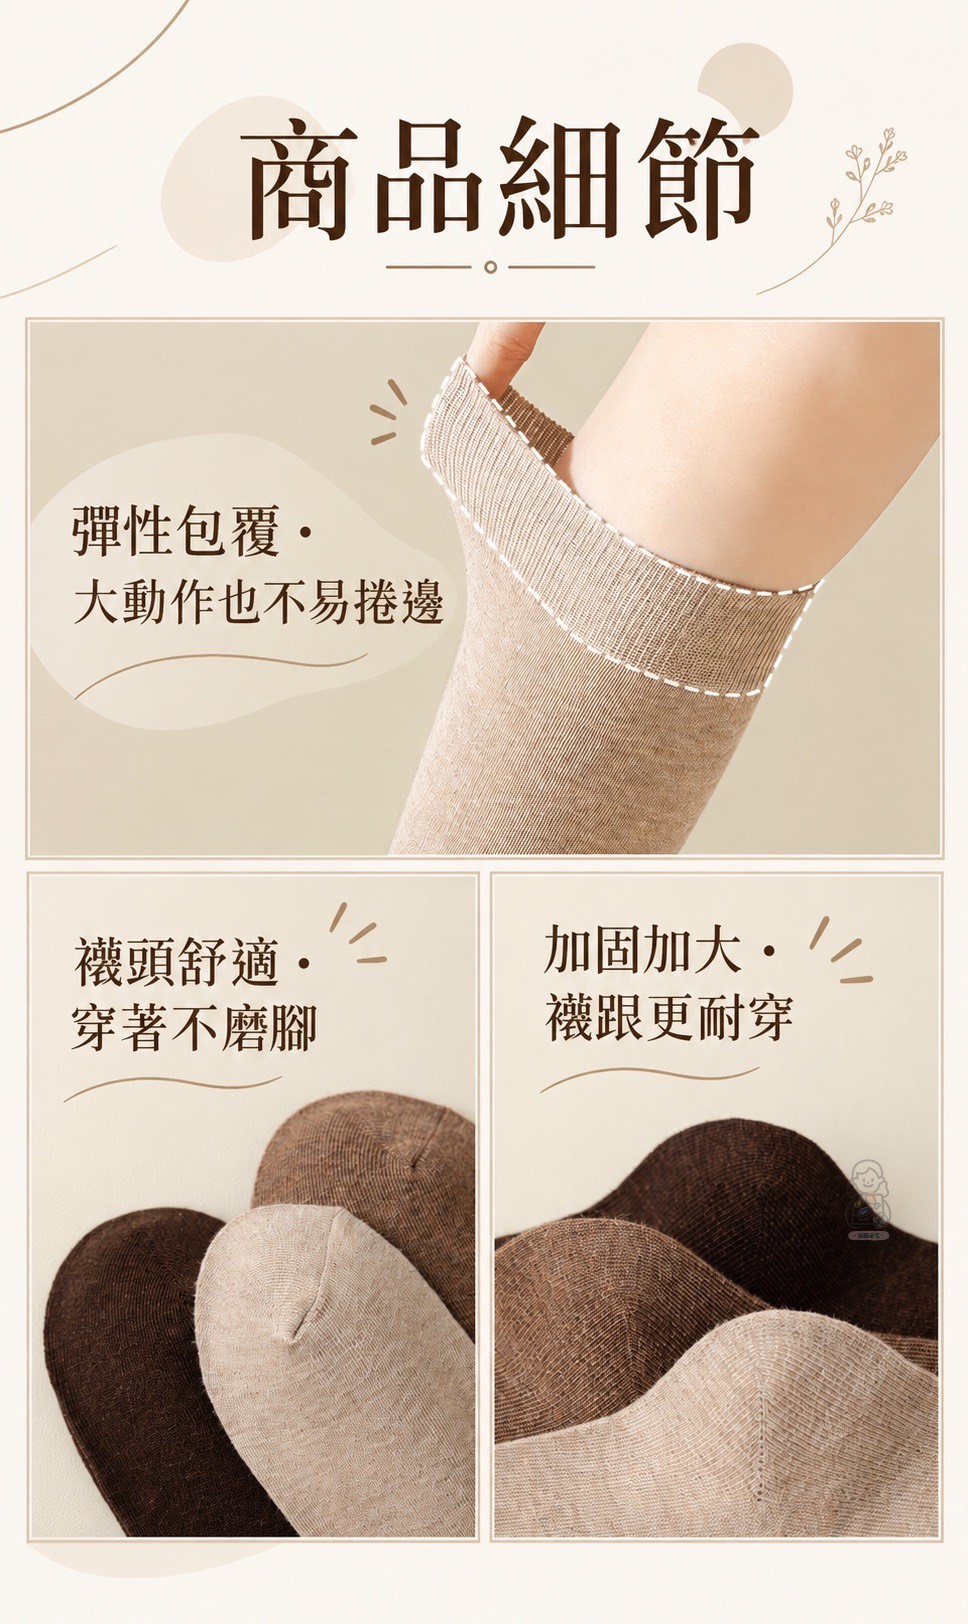 商品細節
彈性包覆・
大動作也不易捲邊
襪頭舒適・
穿著不磨腳
加固加大・
襪跟更耐穿